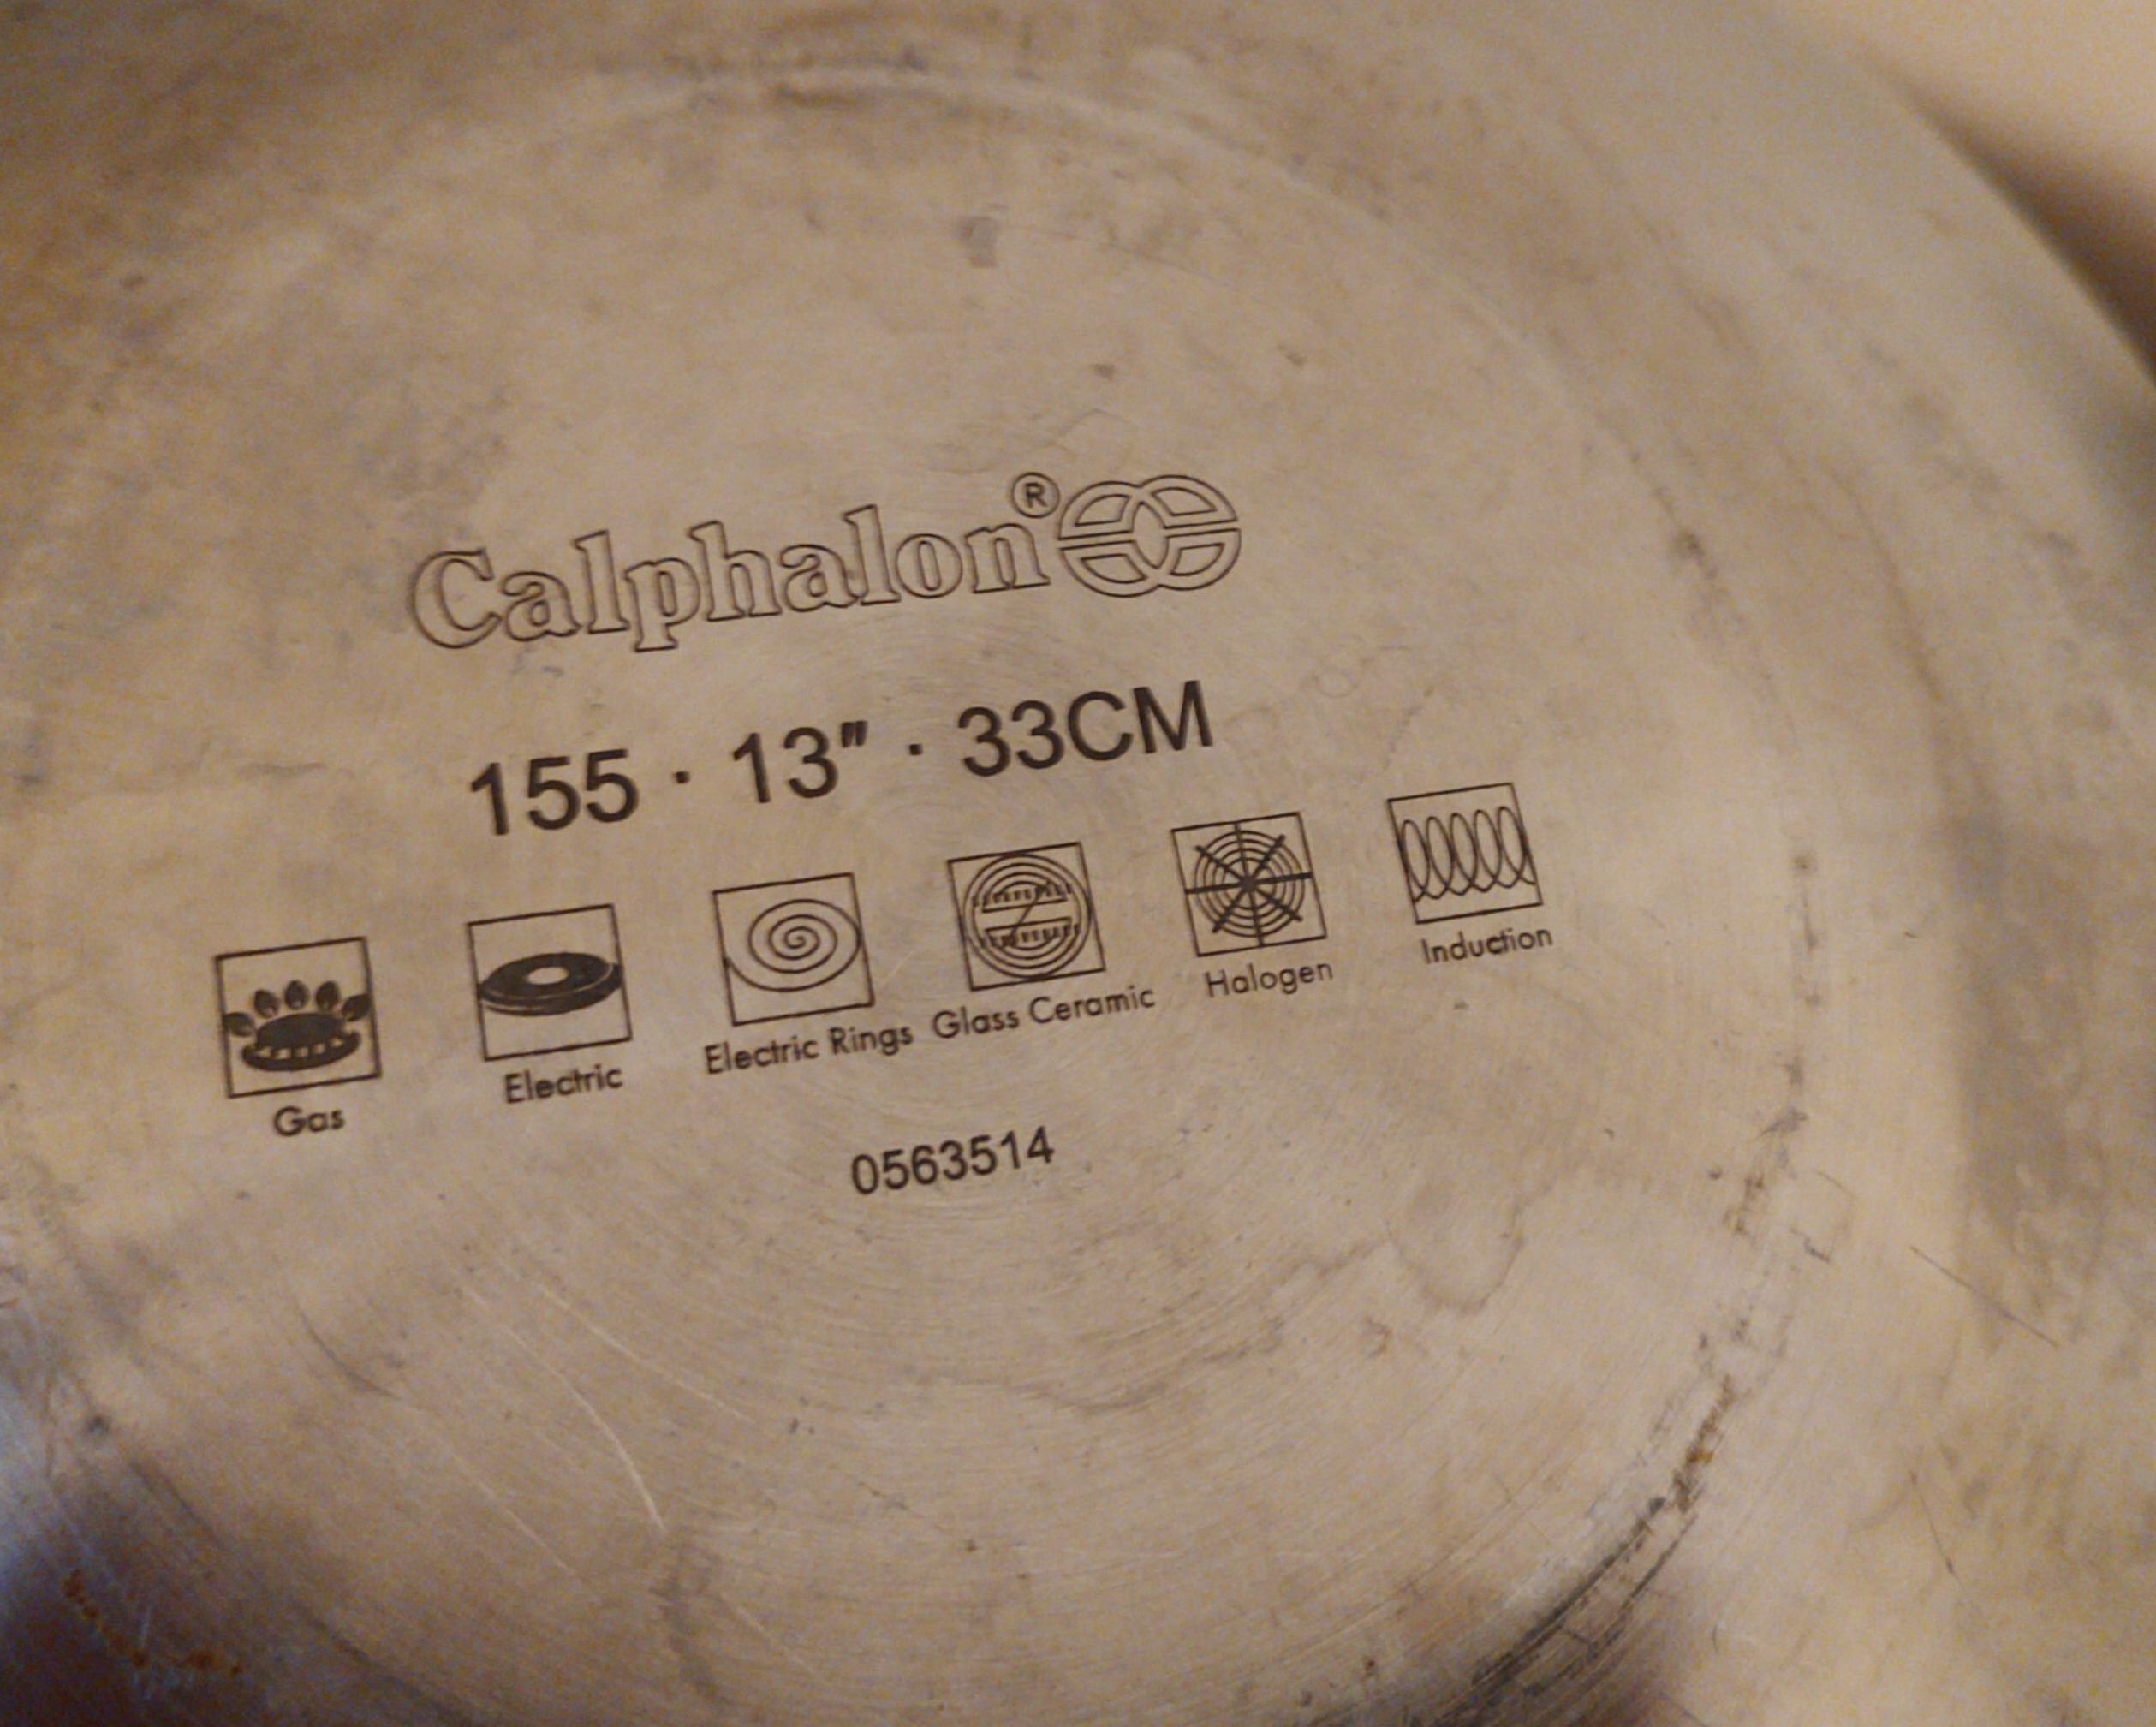 Calphalon®
155 · 13" · 33CM
Gas Electric Electric Rings Glass Ceramic Halogen Induction
0563514